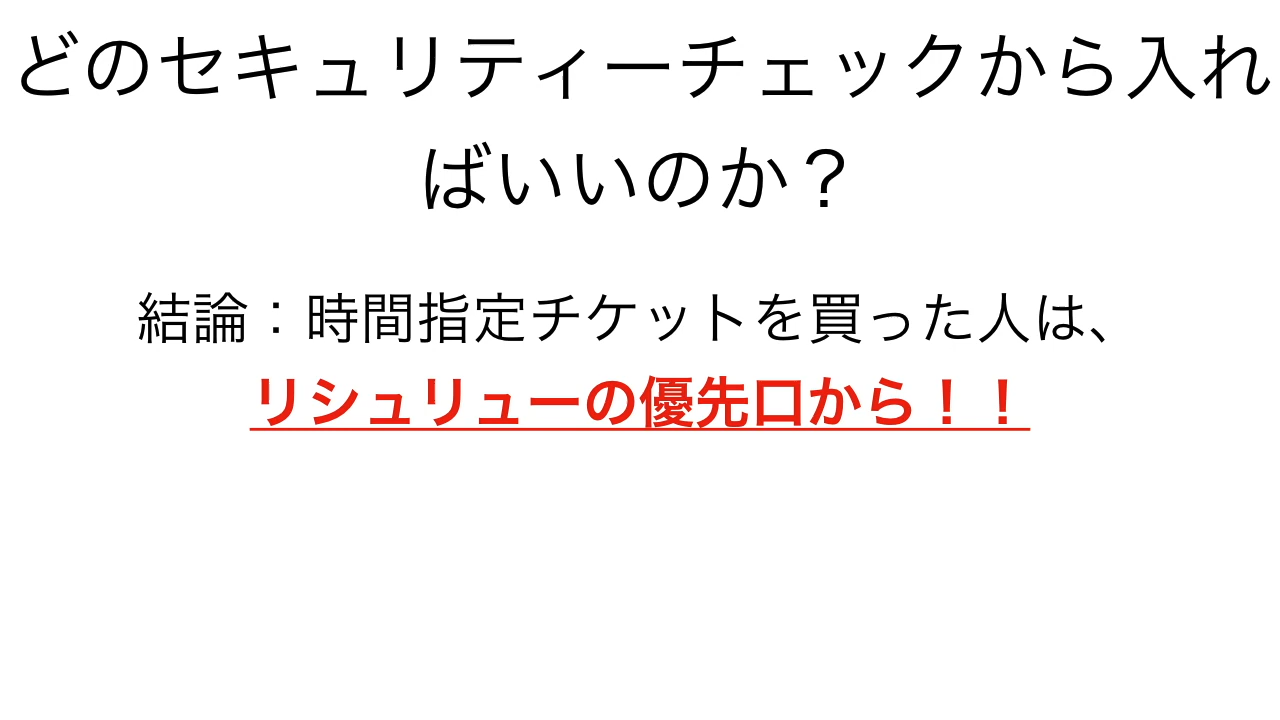 どのセキュリティーチェックから入れ
ばいいのか？
結論：時間指定チケットを買った人は、
リシュリューの優先口から！！